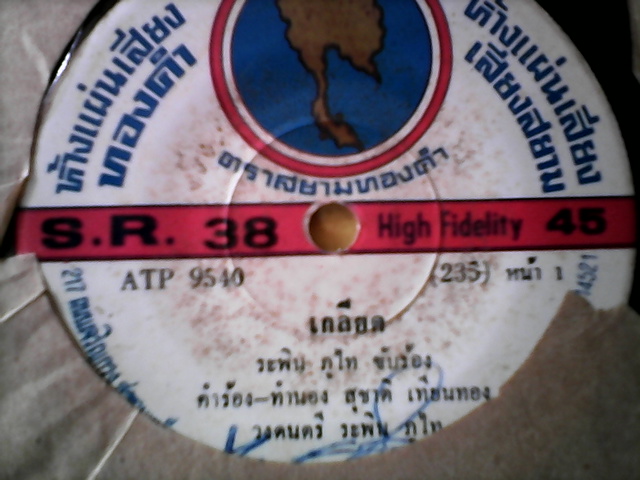 ห้างแผ่นเสียง
ทองคำ
ห้างแผ่นเสียง
เสียงสยาม
ตราสยามทองคำ
S.R. 38
High Fidelity 45
ATP 9540
(235) หน้า 1
เกลียด
ระพิน ภูไท ขับร้อง
คำร้อง-ทำนอง สุชาติ เทียนทอง
วงดนตรี ระพิน ภูไท
217